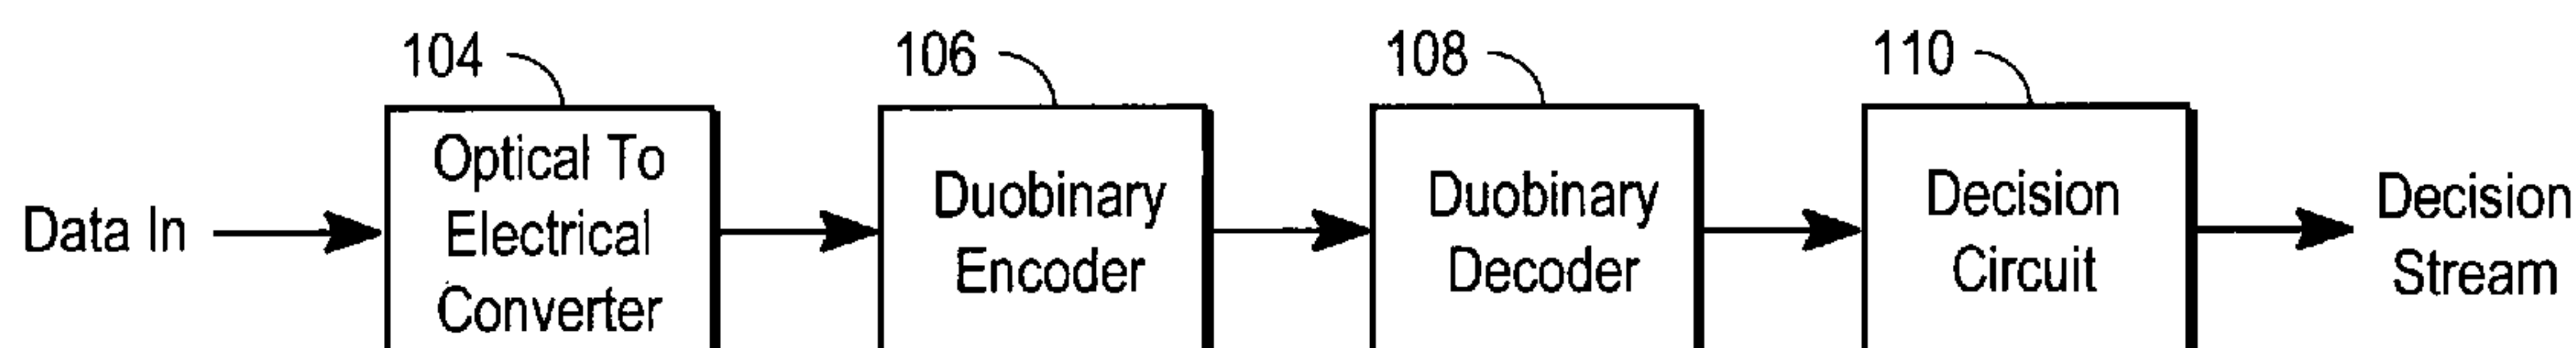 104
106
108
110
Data In
Optical To
Electrical
Converter
Duobinary
Encoder
Duobinary
Decoder
Decision
Circuit
Decision
Stream